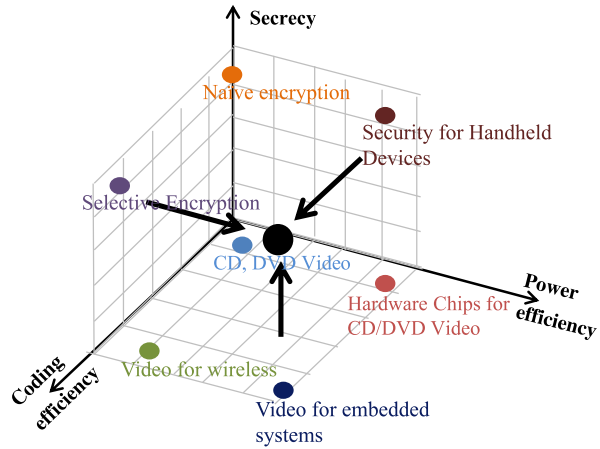 Secrecy
Naïve encryption
Security for Handheld
Devices
Selective Encryption
CD, DVD Video
Power
efficiency
Hardware Chips for
CD/DVD Video
Coding
efficiency
Video for wireless
Video for embedded
systems